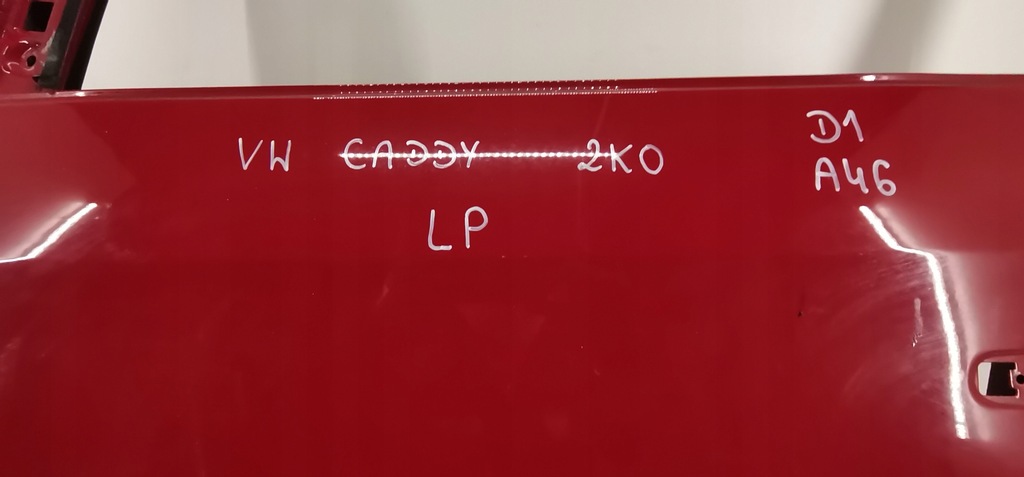 VW CADDY 2KO
LP
D1
A46